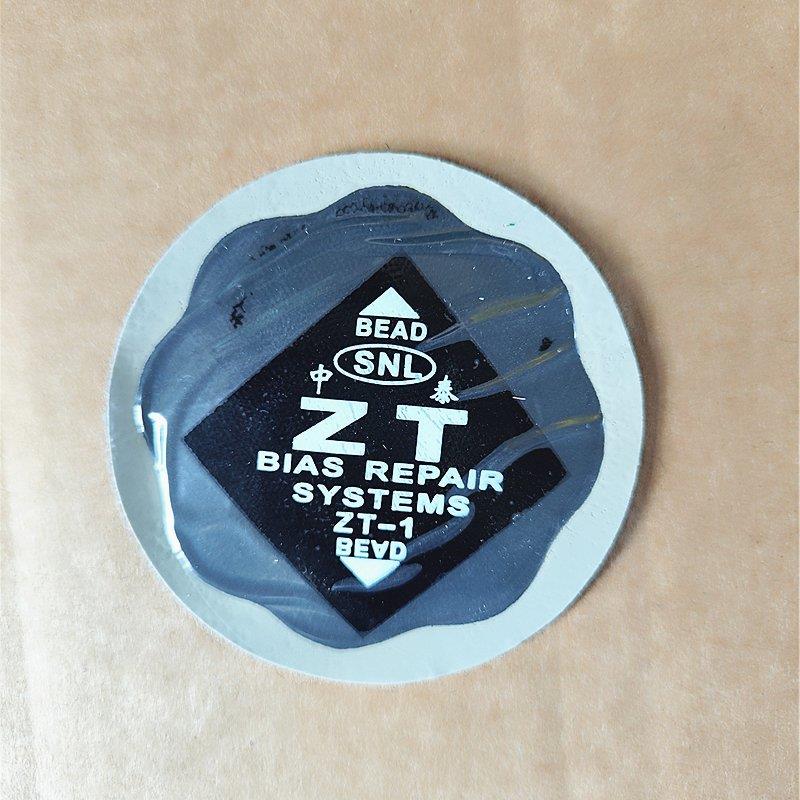 BEAD
SNL
中 泰
ZT
BIAS REPAIR
SYSTEMS
ZT-1
BEAD